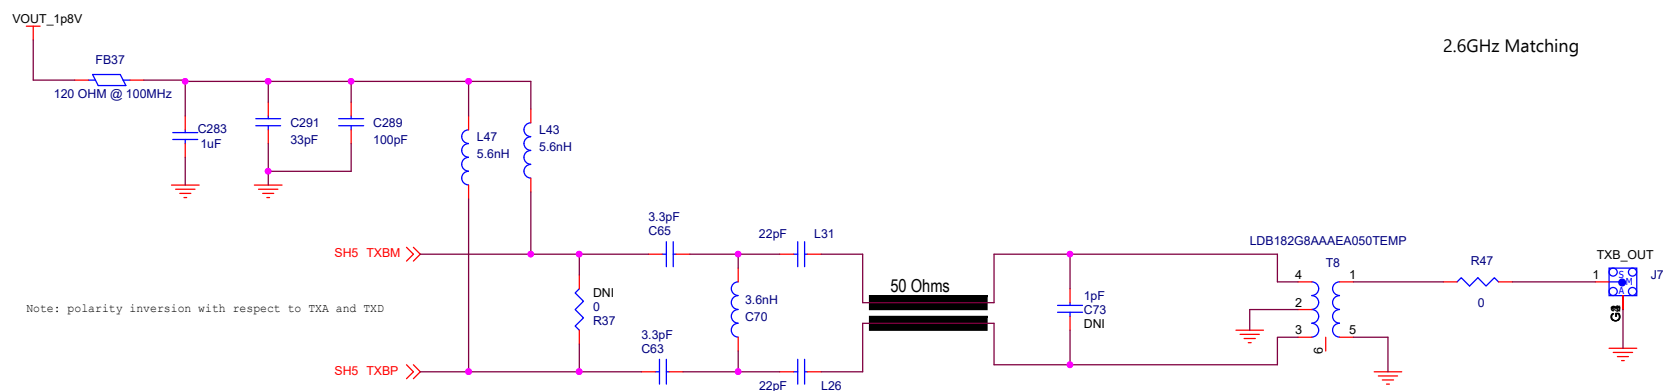 VOUT_1p8V
2.6GHz Matching
FB37
120 OHM @ 100MHz
C283
1uF
C291
33pF
C289
100pF
L47
5.6nH
L43
5.6nH
3.3pF
C65
22pF
L31
SH5 TXBM
LDB182G8AAAEA050TEMP
TXB_OUT
T8
R47
1
J7
S
M
A
4
1
50 Ohms
DNI
0
R37
3.6nH
C70
1pF
C73
DNI
2
0
Note: polarity inversion with respect to TXA and TXD
3
5
6
3.3pF
C63
SH5 TXBP
22pF
L26